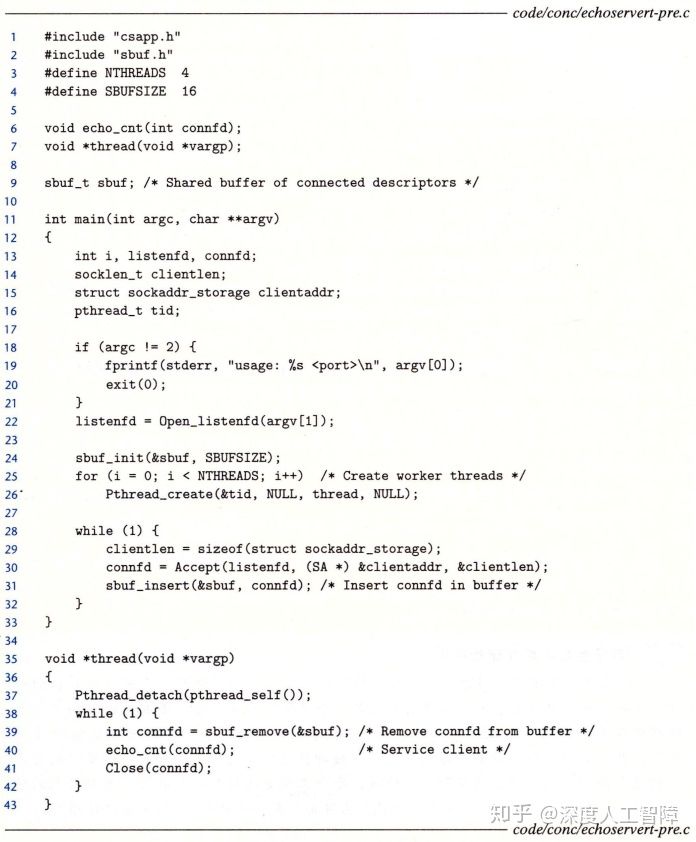 code/conc/echoservert-pre.c
1 #include "csapp.h"
2 #include "sbuf.h"
3 #define NTHREADS  4
4 #define SBUFSIZE  16
5
6 void echo_cnt(int connfd);
7 void *thread(void *vargp);
8
9 sbuf_t sbuf; /* Shared buffer of connected descriptors */
10
11 int main(int argc, char **argv)
12 {
13     int i, listenfd, connfd;
14     socklen_t clientlen;
15     struct sockaddr_storage clientaddr;
16     pthread_t tid;
17
18     if (argc != 2) {
19         fprintf(stderr, "usage: %s <port>\n", argv[0]);
20         exit(0);
21     }
22     listenfd = Open_listenfd(argv[1]);
23
24     sbuf_init(&sbuf, SBUFSIZE);
25     for (i = 0; i < NTHREADS; i++)  /* Create worker threads */
26         Pthread_create(&tid, NULL, thread, NULL);
27
28     while (1) {
29         clientlen = sizeof(struct sockaddr_storage);
30         connfd = Accept(listenfd, (SA *) &clientaddr, &clientlen);
31         sbuf_insert(&sbuf, connfd); /* Insert connfd in buffer */
32     }
33 }
34
35 void *thread(void *vargp)
36 {
37     Pthread_detach(pthread_self());
38     while (1) {
39         int connfd = sbuf_remove(&sbuf); /* Remove connfd from buffer */
40         echo_cnt(connfd);                /* Service client */
41         Close(connfd);
42     }
43 }
知乎 @深度人工智障
code/conc/echoservert-pre.c